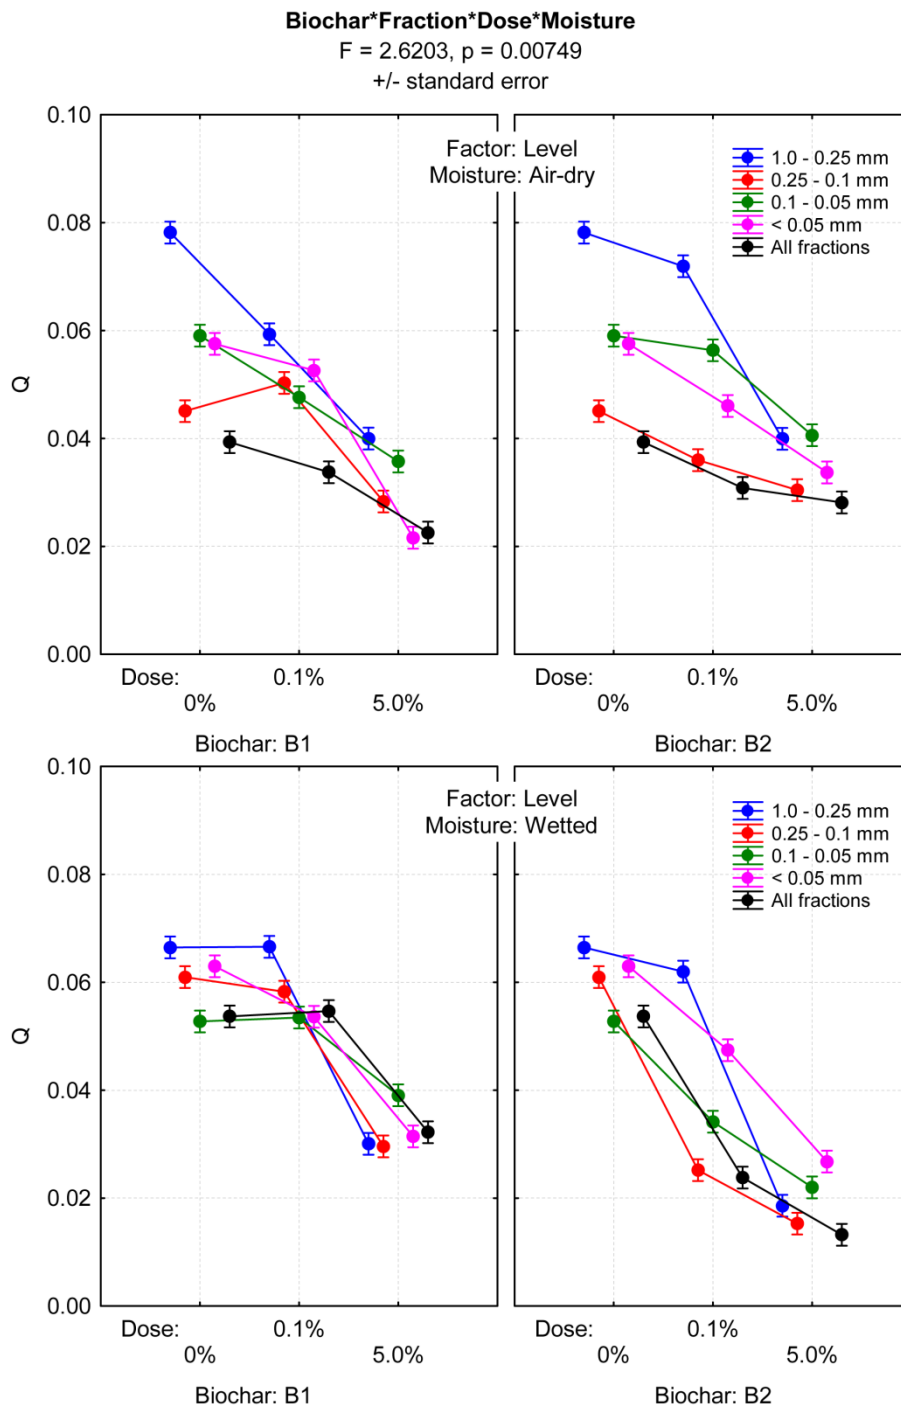 Biochar*Fraction*Dose*Moisture
F = 2.6203, p = 0.00749
+/- standard error
Q
0.10
0.08
0.06
0.04
0.02
0.00
Factor: Level
Moisture: Air-dry
1.0 - 0.25 mm
0.25 - 0.1 mm
0.1 - 0.05 mm
< 0.05 mm
All fractions
Dose:
0%
0.1%
5.0%
Biochar: B1
0%
0.1%
5.0%
Biochar: B2
Q
0.10
0.08
0.06
0.04
0.02
0.00
Factor: Level
Moisture: Wetted
1.0 - 0.25 mm
0.25 - 0.1 mm
0.1 - 0.05 mm
< 0.05 mm
All fractions
Dose:
0%
0.1%
5.0%
Biochar: B1
0%
0.1%
5.0%
Biochar: B2
Dose:
Dose: